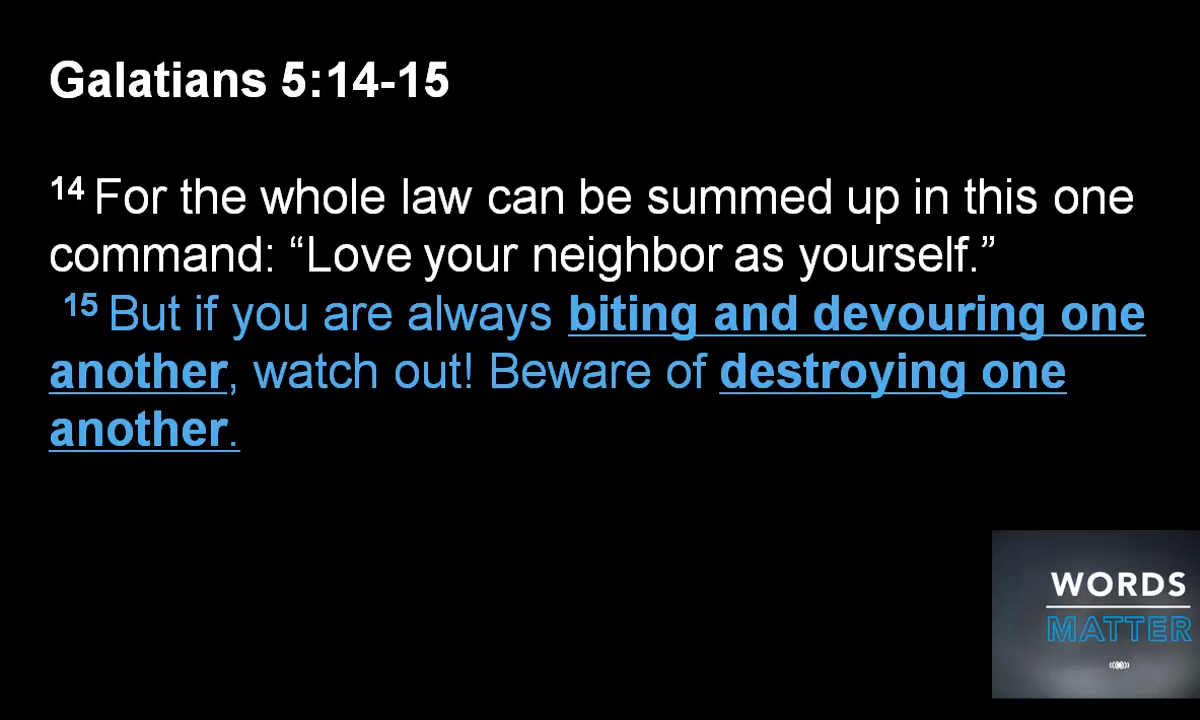 Galatians 5:14-15
14 For the whole law can be summed up in this one
command: “Love your neighbor as yourself.”
15 But if you are always biting and devouring one
another, watch out! Beware of destroying one
another.
WORDS
MATTER